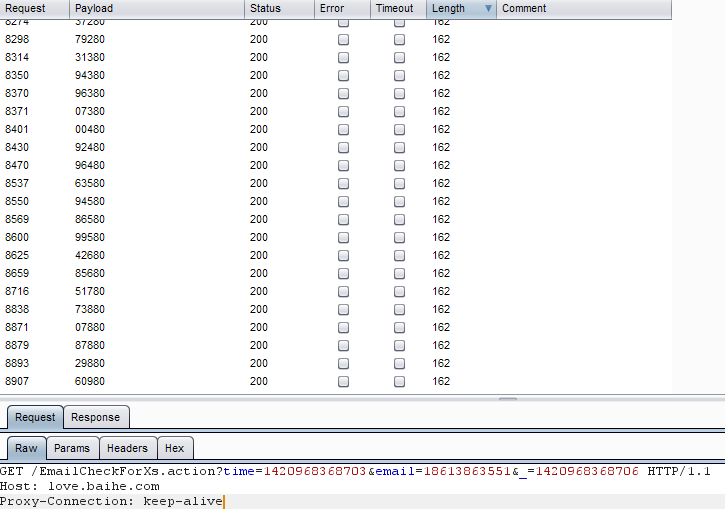 Request Payload Status Error Timeout Length Comment
8274 37280 200 162
8298 79280 200 162
8314 31380 200 162
8350 94380 200 162
8370 96380 200 162
8371 07380 200 162
8401 00480 200 162
8430 92480 200 162
8470 96480 200 162
8537 63580 200 162
8550 94580 200 162
8569 86580 200 162
8600 99580 200 162
8625 42680 200 162
8659 85680 200 162
8716 51780 200 162
8838 73880 200 162
8871 07880 200 162
8879 87880 200 162
8893 29880 200 162
8907 60980 200 162
Request Response
Raw Params Headers Hex
GET /EmailCheckForXs.action?time=1420968368703&email=18613863551&_=1420968368706 HTTP/1.1
Host: love.baihe.com
Proxy-Connection: keep-alive